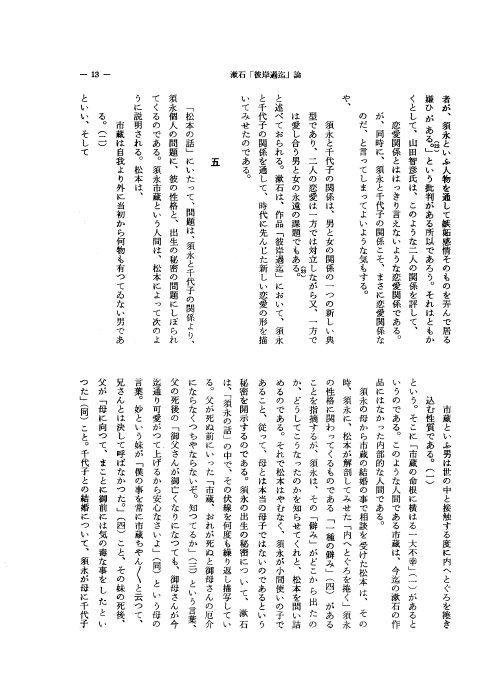 漱石「彼岸過迄」論
― 13 ―
者が、須永といふ人物を通して嫉妬感情そのものを弄んで居る
嫌ひがある。」という批判がある所以であろう。それはともか
くとして、山田智彦氏は、このような二人の関係を評して、
恋愛関係とははっきり言えないような恋愛関係である。
が、同時に、須永と千代子の関係こそ、まさに恋愛関係な
のだ、と言ってしまってよいような気もする。
や、
須永と千代子の関係は、男と女の関係の一つの新しい典
型であり、二人の恋愛は一方では対立しながら又、一方で
は愛し合う男と女の永遠の課題でもある。
と述べておられる。漱石は、作品「彼岸過迄」において、須永
と千代子の関係を通して、時代に先んじた新しい恋愛の形を描
いてみせたのである。
五
「松本の話」にいたって、問題は、須永と千代子の関係より、
須永個人の問題に、彼の性格と、出生の秘密の問題にしぼられ
てくるのである。須永市蔵という人間は、松本によって次のよ
うに説明される。松本は、
市蔵は自我より外に当初から何物も有つてゐない男であ
る。(一)
といい、そして
市蔵といふ男は世の中と接触する度に内へとぐろを捲き
込む性質である。(一)
という。そこに「市蔵の命根に横はる一大不幸」(一)があると
いうのである。このような人間である市蔵は、今迄の漱石の作
品にはなかった内部的な人間である。
須永の母から市蔵の結婚の事で相談を受けた松本は、その
時、須永に、松本が解剖してみせた「内へとぐろを捲く」須永
の性格に関わってくるものである「一種の僻み」(四)がある
ことを指摘するが、須永は、その「僻み」がどこから出たの
か、どうしてこうなったのかを知らせてくれと、松本を問い詰
めるのである。それで松本はやむなく、須永が小間使いの子で
あること、従って、母とは本当の母子ではないのであるという
秘密を開示するのである。須永の出生の秘密について、漱石
は、「須永の話」の中で、その伏線を何度も繰り返し描写してい
る。父が死ぬ前にいった「市蔵、おれが死ぬと御母さんの厄介
にならなくつちやならないぞ。知つてるか」(三)という言葉、
父の死後の「御父さんが御亡くなりになつても、御母さんが今
迄通り可愛がつて上げるから安心なさいよ」(同)という母の
言葉。妙という妹が「僕の事を常に市蔵ちやん〳〵と云つて、
兄さんとは決して呼ばなかつた。」(四)こと、その妹の死後、
父が「母に向つて、まことに御前には気の毒な事をしたとい
つた」(同)こと。千代子との結婚について、須永が母に千代子